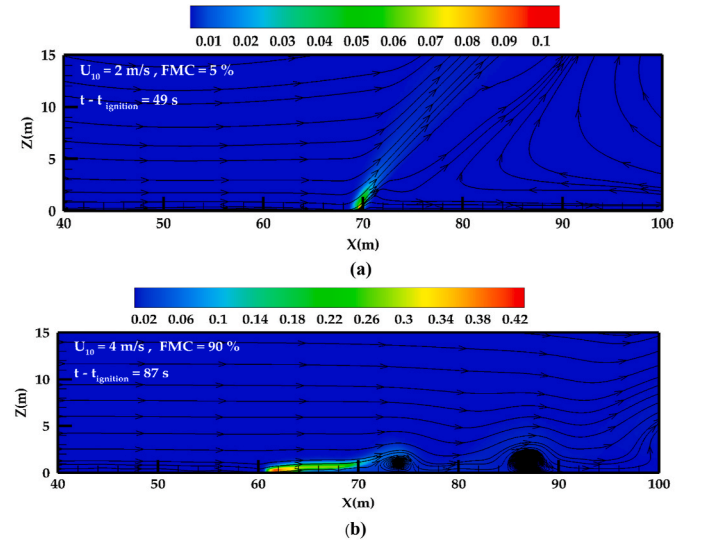 0.01 0.02 0.03 0.04 0.05 0.06 0.07 0.08 0.09 0.1
15
U10 = 2 m/s , FMC = 5 %
t - t ignition = 49 s
10
Z(m)
5
0
40 50 60 70 80 90 100
X(m)
(a)
0.02 0.06 0.1 0.14 0.18 0.22 0.26 0.3 0.34 0.38 0.42
15
U10 = 4 m/s , FMC = 90 %
t - tignition = 87 s
10
Z(m)
5
0
40 50 60 70 80 90 100
X(m)
(b)